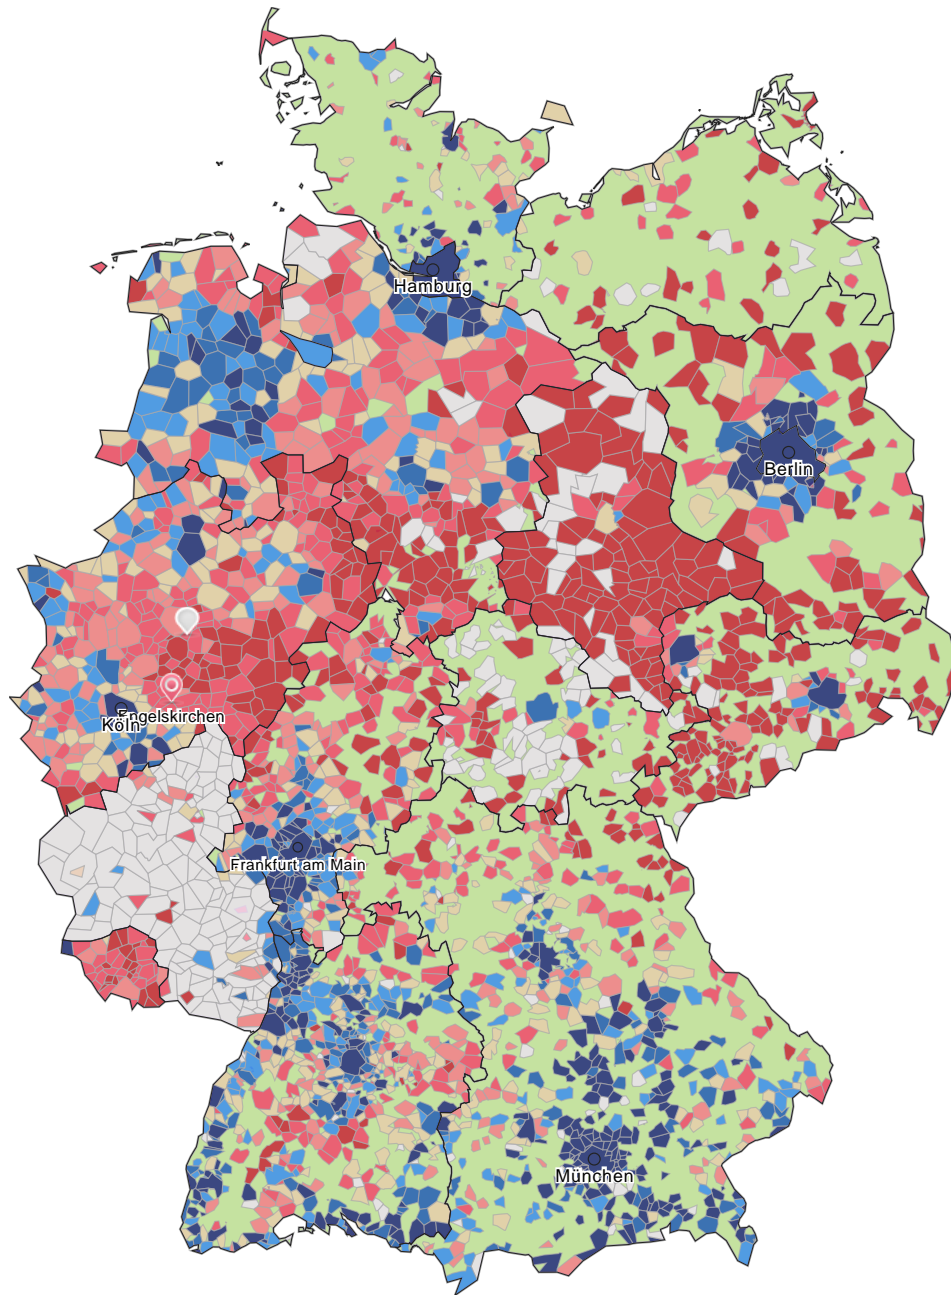 Hamburg
Berlin
Engelskirchen
Köln
Frankfurt am Main
München